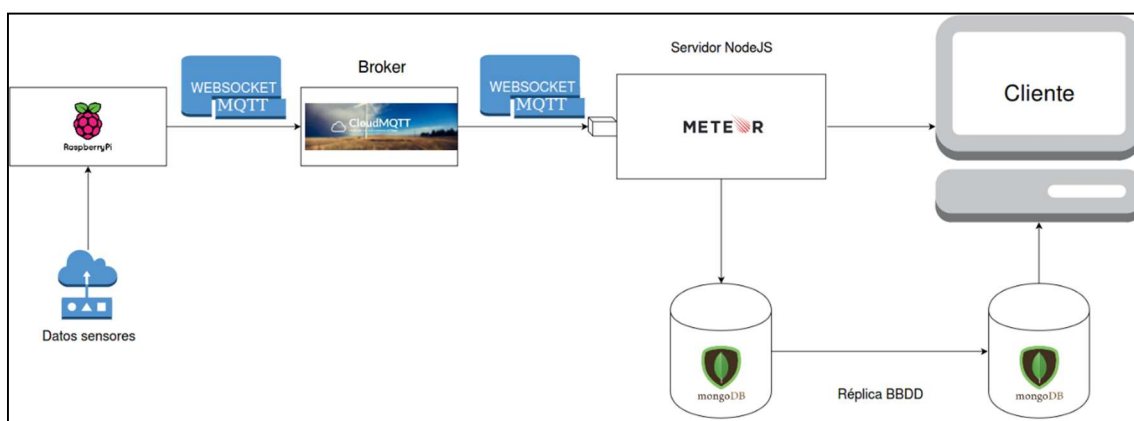 Servidor NodeJS
Broker
WEBSOCKET
MQTT
WEBSOCKET
MQTT
RaspberryPi
CloudMQTT
METEOR
Cliente
Datos sensores
mongoDB
Réplica BBDD
mongoDB